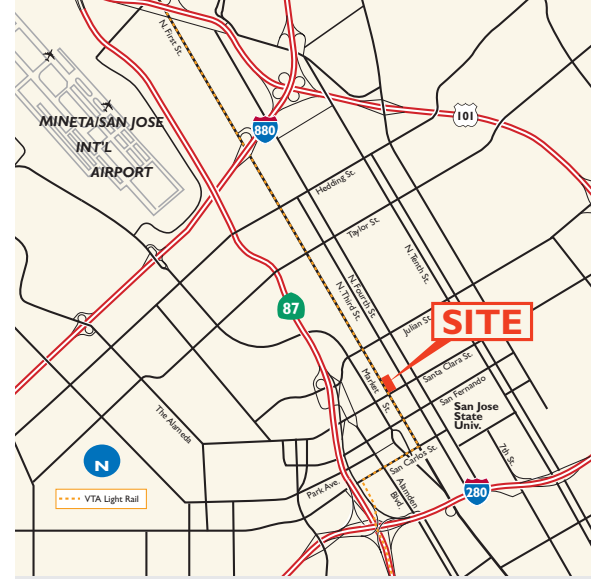 N. First St.
MINETA/SAN JOSE
INT'L
AIRPORT
880
101
Hedding St.
Taylor St.
N. Tenth St.
N. Fourth St.
N. Third St.
87
Julian St.
SITE
Santa Clara St.
Market St.
San Fernando
San Jose
State
Univ.
The Alameda
7th St.
San Carlos St.
Park Ave.
Almden
Blvd.
280
N
VTA Light Rail